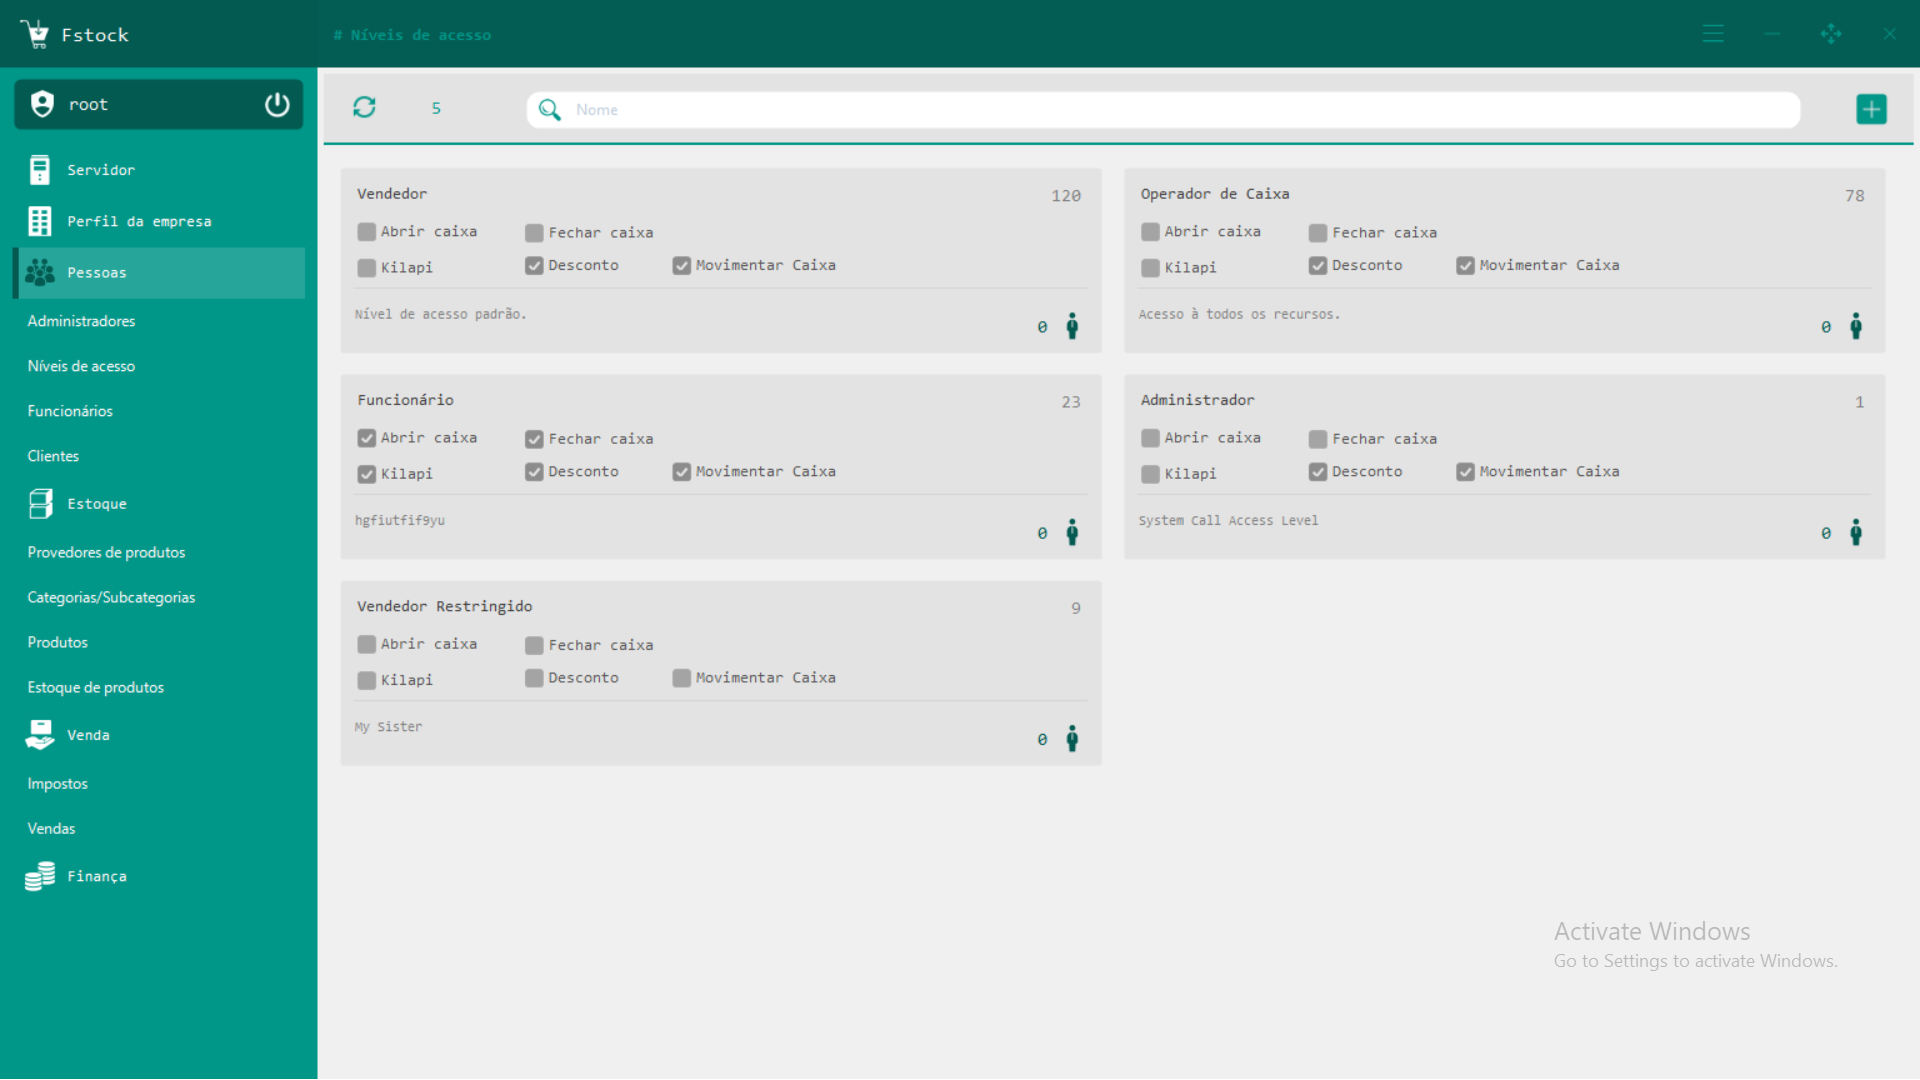 Fstock
# Níveis de acesso
root
5
Nome
Servidor
Perfil da empresa
Pessoas
Administradores
Níveis de acesso
Funcionários
Clientes
Estoque
Provedores de produtos
Categorias/Subcategorias
Produtos
Estoque de produtos
Venda
Impostos
Vendas
Finança
Vendedor 120
Abrir caixa Fechar caixa
Kilapi Desconto Movimentar Caixa
Nível de acesso padrão.
0
Operador de Caixa 78
Abrir caixa Fechar caixa
Kilapi Desconto Movimentar Caixa
Acesso à todos os recursos.
0
Funcionário 23
Abrir caixa Fechar caixa
Kilapi Desconto Movimentar Caixa
hgfiutfif9yu
0
Administrador 1
Abrir caixa Fechar caixa
Kilapi Desconto Movimentar Caixa
System Call Access Level
0
Vendedor Restringido 9
Abrir caixa Fechar caixa
Kilapi Desconto Movimentar Caixa
My Sister
0
Activate Windows
Go to Settings to activate Windows.